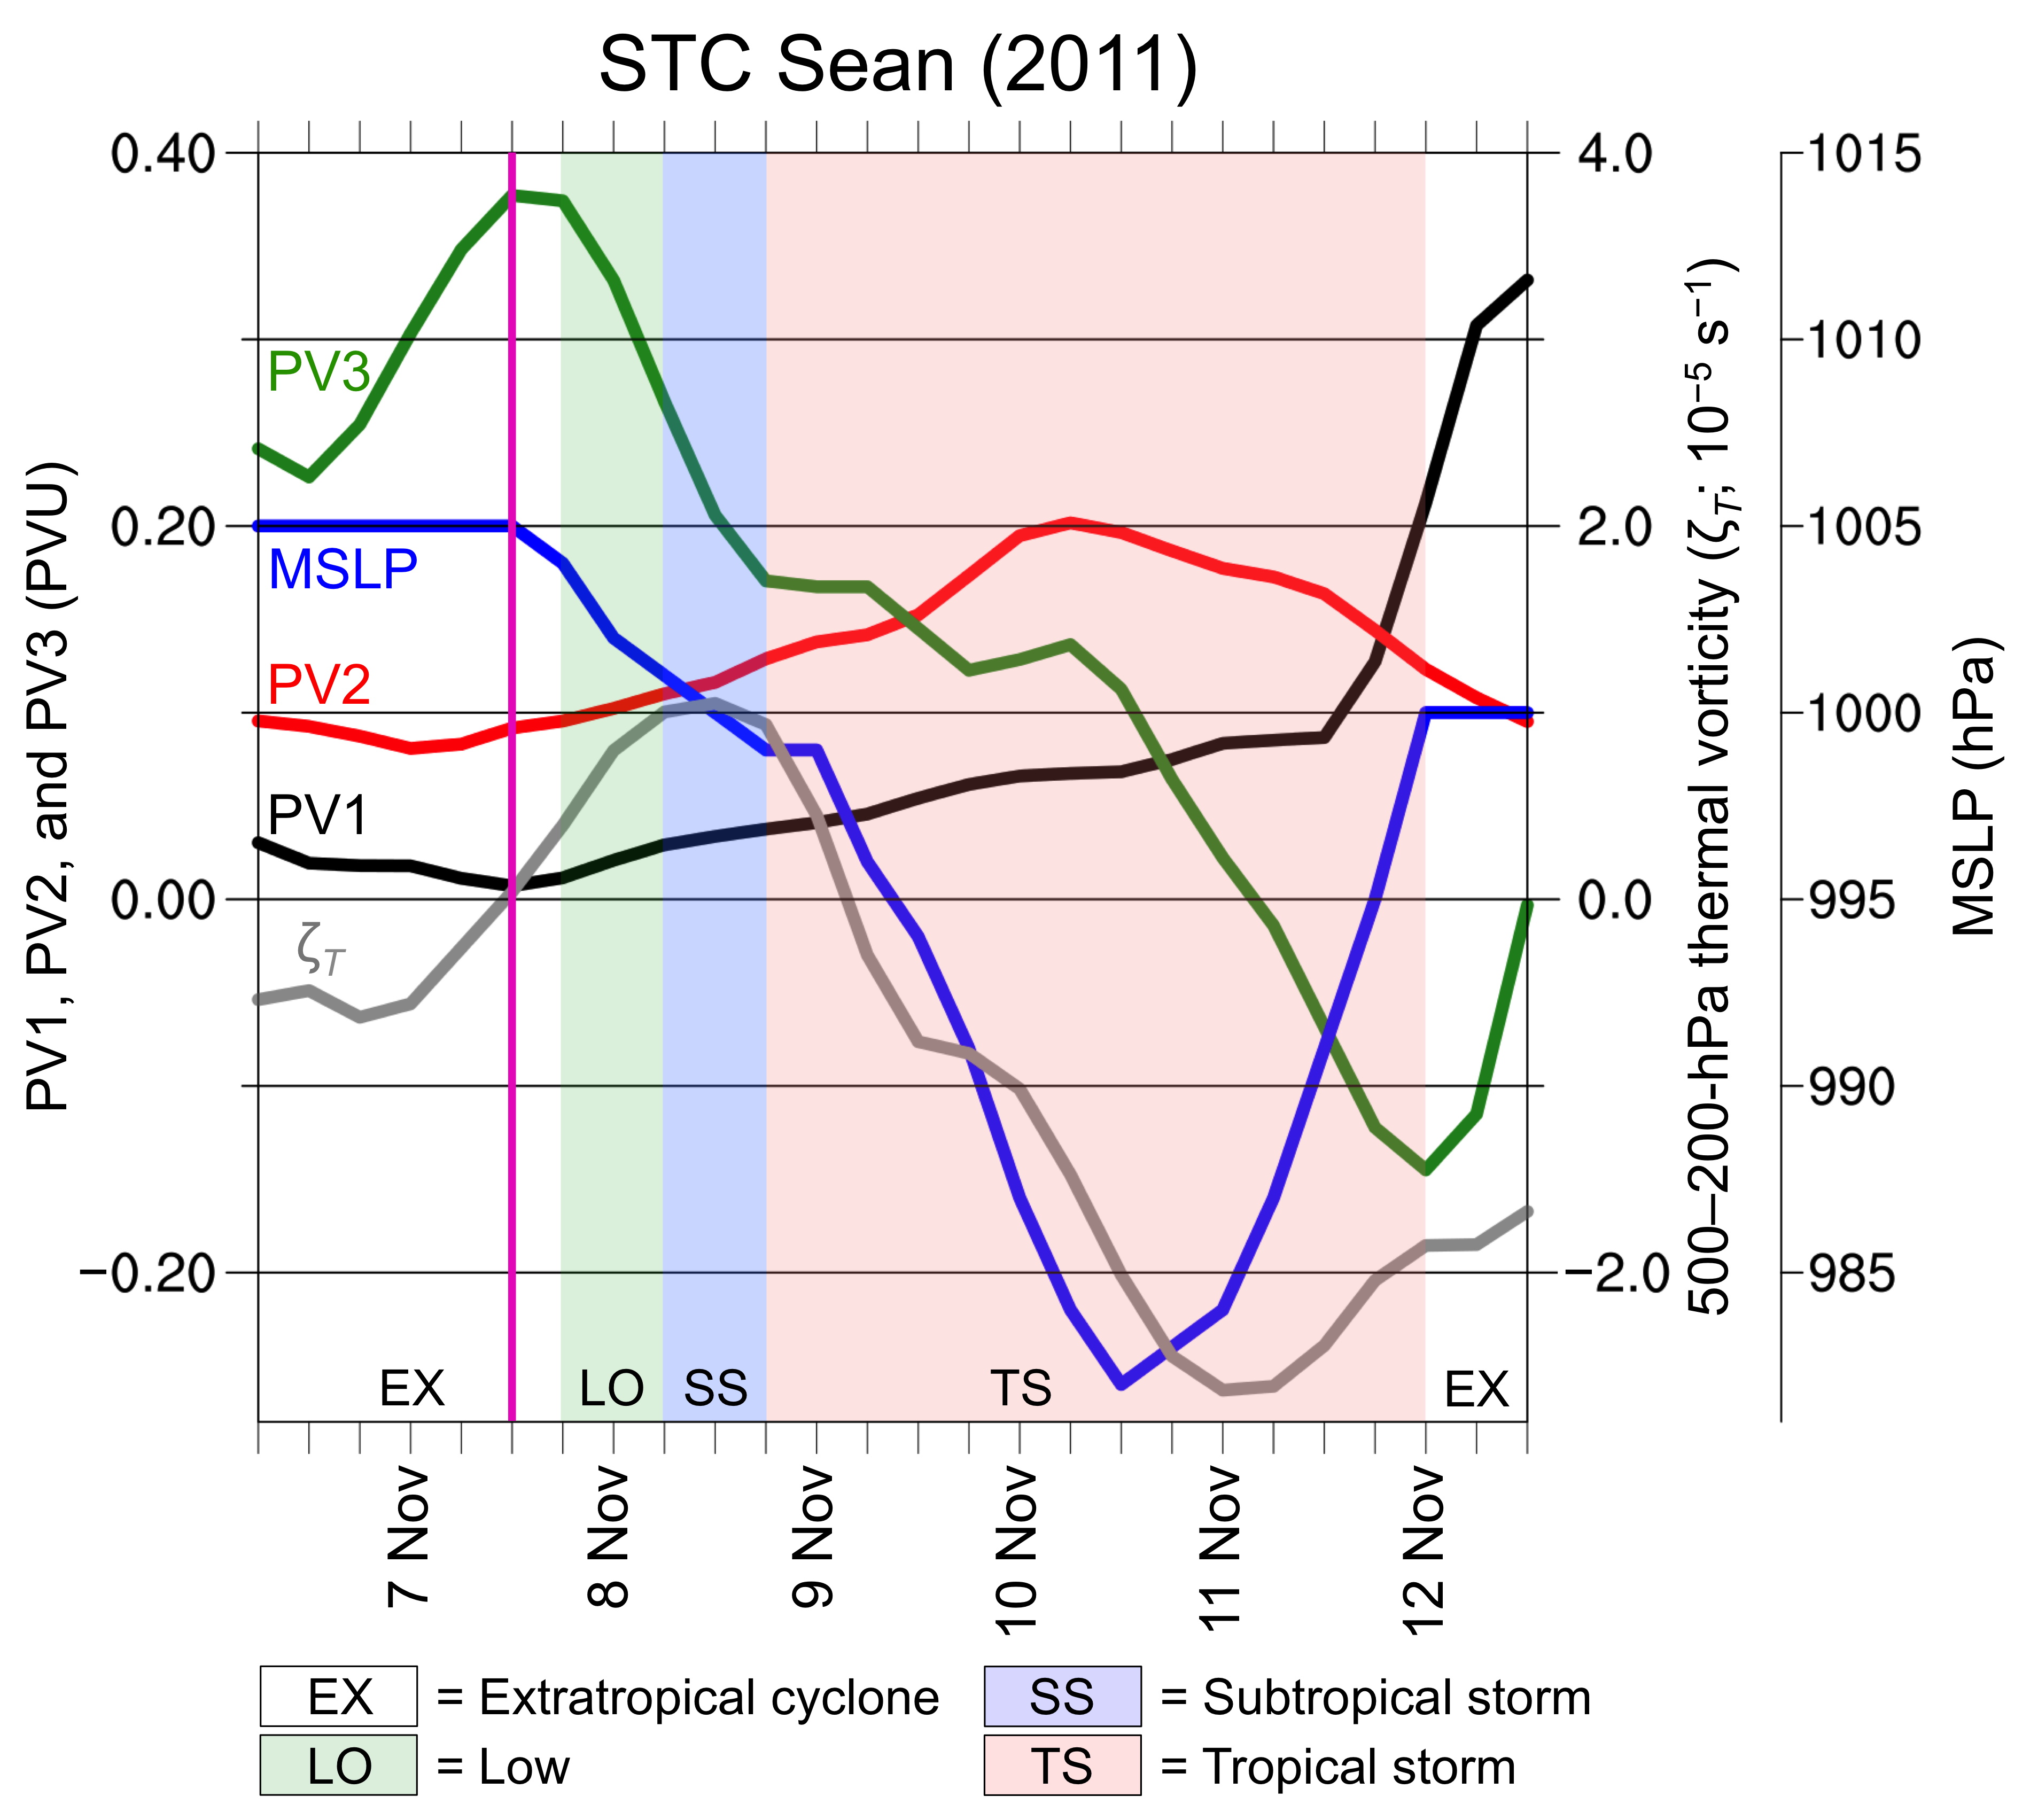 STC Sean (2011)
0.40
0.20
0.00
−0.20
PV1, PV2, and PV3 (PVU)
PV3
MSLP
PV2
PV1
ζT
EX
LO
SS
TS
EX
4.0
2.0
0.0
−2.0
500–200-hPa thermal vorticity (ζT; 10−5 s−1)
1015
1010
1005
1000
995
990
985
MSLP (hPa)
7 Nov
8 Nov
9 Nov
10 Nov
11 Nov
12 Nov
EX = Extratropical cyclone
LO = Low
SS = Subtropical storm
TS = Tropical storm